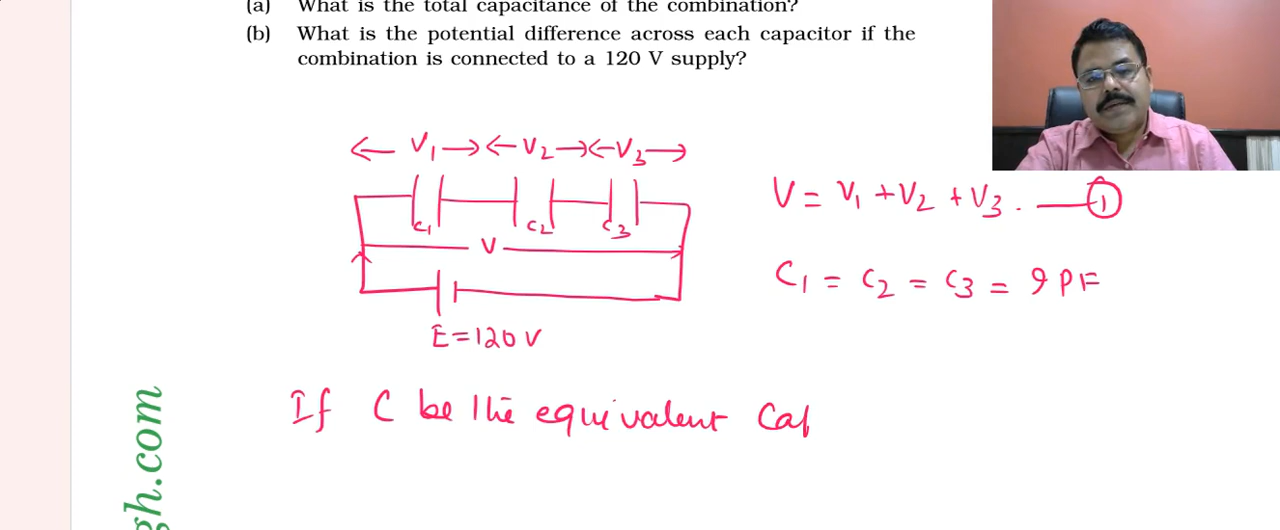 (a) What is the total capacitance of the combination?
(b) What is the potential difference across each capacitor if the
combination is connected to a 120 V supply?
V1 V2 V3
V = V1 + V2 + V3. 1
C1 C2 C3
V
C1 = C2 = C3 = 9 PF
E = 120 V
If C be the equivalent Cap
gh.com